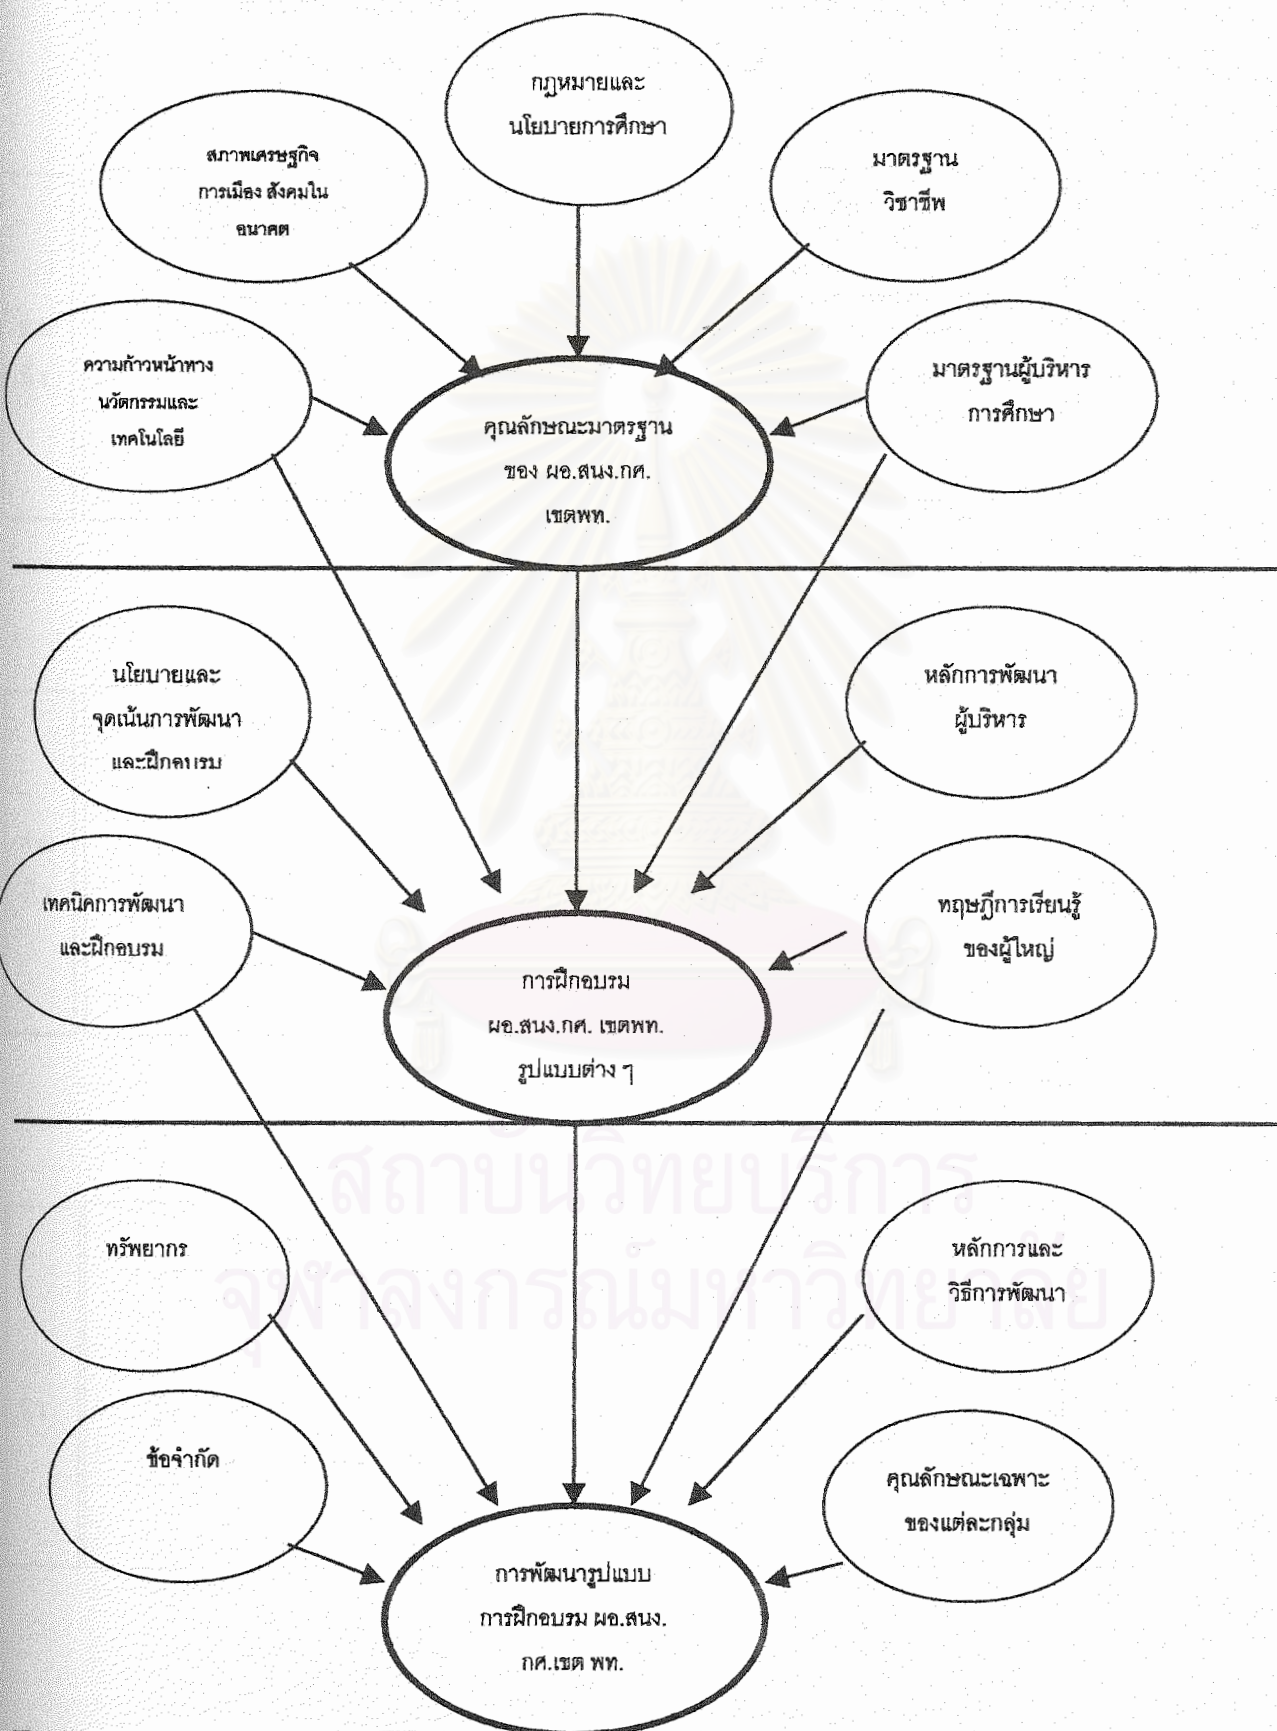 กฎหมายและ
นโยบายการศึกษา
สภาพเศรษฐกิจ
การเมือง สังคมใน
อนาคต
มาตรฐาน
วิชาชีพ
ความก้าวหน้าทาง
นวัตกรรมและ
เทคโนโลยี
มาตรฐานผู้บริหาร
การศึกษา
คุณลักษณะมาตรฐาน
ของ ผอ.สนง.กศ.
เขตพท.
นโยบายและ
จุดเน้นการพัฒนา
และฝึกอบรม
หลักการพัฒนา
ผู้บริหาร
เทคนิคการพัฒนา
และฝึกอบรม
ทฤษฎีการเรียนรู้
ของผู้ใหญ่
การฝึกอบรม
ผอ.สนง.กศ. เขตพท.
รูปแบบต่าง ๆ
สถาบันวิทยบริการ
จุฬาลงกรณ์มหาวิทยาลัย
ทรัพยากร
หลักการและ
วิธีการพัฒนา
ข้อจำกัด
คุณลักษณะเฉพาะ
ของแต่ละกลุ่ม
การพัฒนารูปแบบ
การฝึกอบรม ผอ.สนง.
กศ.เขต พท.